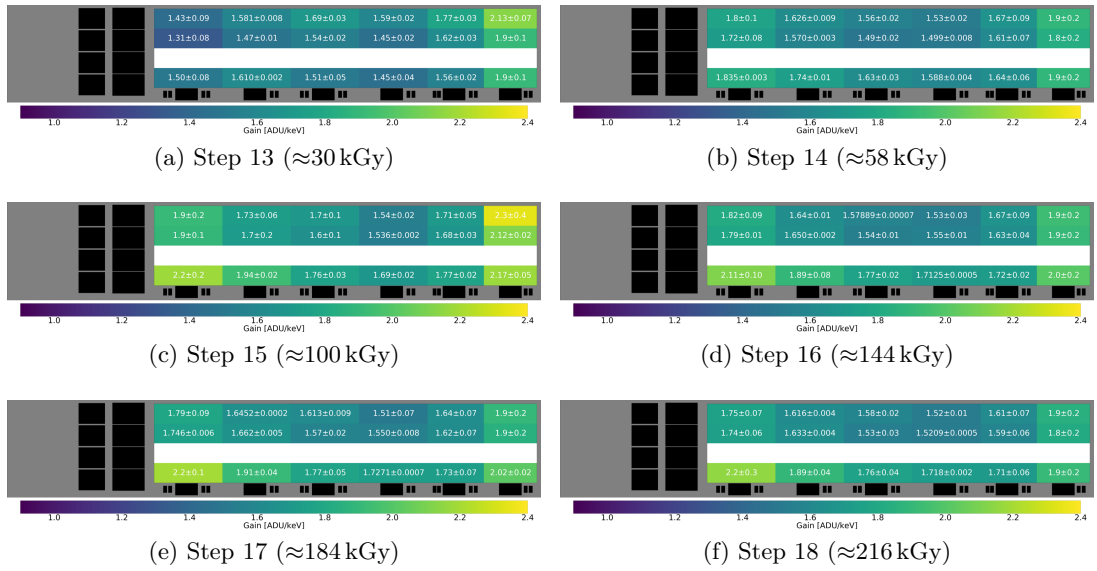 1.43±0.09 1.581±0.008 1.69±0.03 1.59±0.02 1.77±0.03 2.13±0.07
1.31±0.08 1.47±0.01 1.54±0.02 1.45±0.02 1.62±0.03 1.9±0.1
1.50±0.08 1.610±0.002 1.51±0.05 1.45±0.04 1.56±0.02 1.9±0.1
1.0 1.2 1.4 1.6 1.8 2.0 2.2 2.4
Gain [ADU/keV]
(a) Step 13 (≈30 kGy)
1.8±0.1 1.626±0.009 1.56±0.02 1.53±0.02 1.67±0.09 1.9±0.2
1.72±0.08 1.570±0.003 1.49±0.02 1.499±0.008 1.61±0.07 1.8±0.2
1.835±0.003 1.74±0.01 1.63±0.03 1.588±0.004 1.64±0.06 1.9±0.2
1.0 1.2 1.4 1.6 1.8 2.0 2.2 2.4
Gain [ADU/keV]
(b) Step 14 (≈58 kGy)
1.9±0.2 1.73±0.06 1.7±0.1 1.54±0.02 1.71±0.05 2.3±0.4
1.9±0.1 1.7±0.2 1.6±0.1 1.536±0.002 1.68±0.03 2.12±0.02
2.2±0.2 1.94±0.02 1.76±0.03 1.69±0.02 1.77±0.02 2.17±0.05
1.0 1.2 1.4 1.6 1.8 2.0 2.2 2.4
Gain [ADU/keV]
(c) Step 15 (≈100 kGy)
1.82±0.09 1.64±0.01 1.57889±0.00007 1.53±0.03 1.67±0.09 1.9±0.2
1.79±0.01 1.650±0.002 1.54±0.01 1.55±0.01 1.63±0.04 1.9±0.2
2.11±0.10 1.89±0.08 1.77±0.02 1.7125±0.0005 1.72±0.02 2.0±0.2
1.0 1.2 1.4 1.6 1.8 2.0 2.2 2.4
Gain [ADU/keV]
(d) Step 16 (≈144 kGy)
1.79±0.09 1.6452±0.0002 1.613±0.009 1.51±0.07 1.64±0.07 1.9±0.2
1.746±0.006 1.662±0.005 1.57±0.02 1.550±0.008 1.62±0.07 1.9±0.2
2.2±0.1 1.91±0.04 1.77±0.05 1.7271±0.0007 1.73±0.07 2.02±0.02
1.0 1.2 1.4 1.6 1.8 2.0 2.2 2.4
Gain [ADU/keV]
(e) Step 17 (≈184 kGy)
1.75±0.07 1.616±0.004 1.58±0.02 1.52±0.01 1.61±0.07 1.9±0.2
1.74±0.06 1.633±0.004 1.53±0.03 1.5209±0.0005 1.59±0.06 1.8±0.2
2.2±0.3 1.89±0.04 1.76±0.04 1.718±0.002 1.71±0.06 1.9±0.2
1.0 1.2 1.4 1.6 1.8 2.0 2.2 2.4
Gain [ADU/keV]
(f) Step 18 (≈216 kGy)